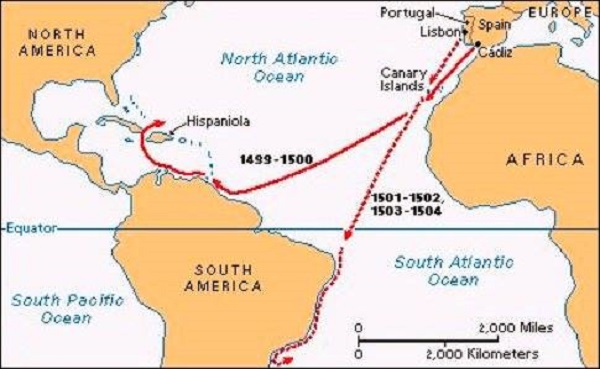 Portugal
Spain
EUROPE
Lisbon
Cádiz
NORTH
AMERICA
North Atlantic
Ocean
Canary
Islands
Hispaniola
1499-1500
AFRICA
1501-1502,
1503-1504
Equator
SOUTH
AMERICA
South Atlantic
Ocean
South Pacific
Ocean
0
2,000 Miles
0
2,000 Kilometers